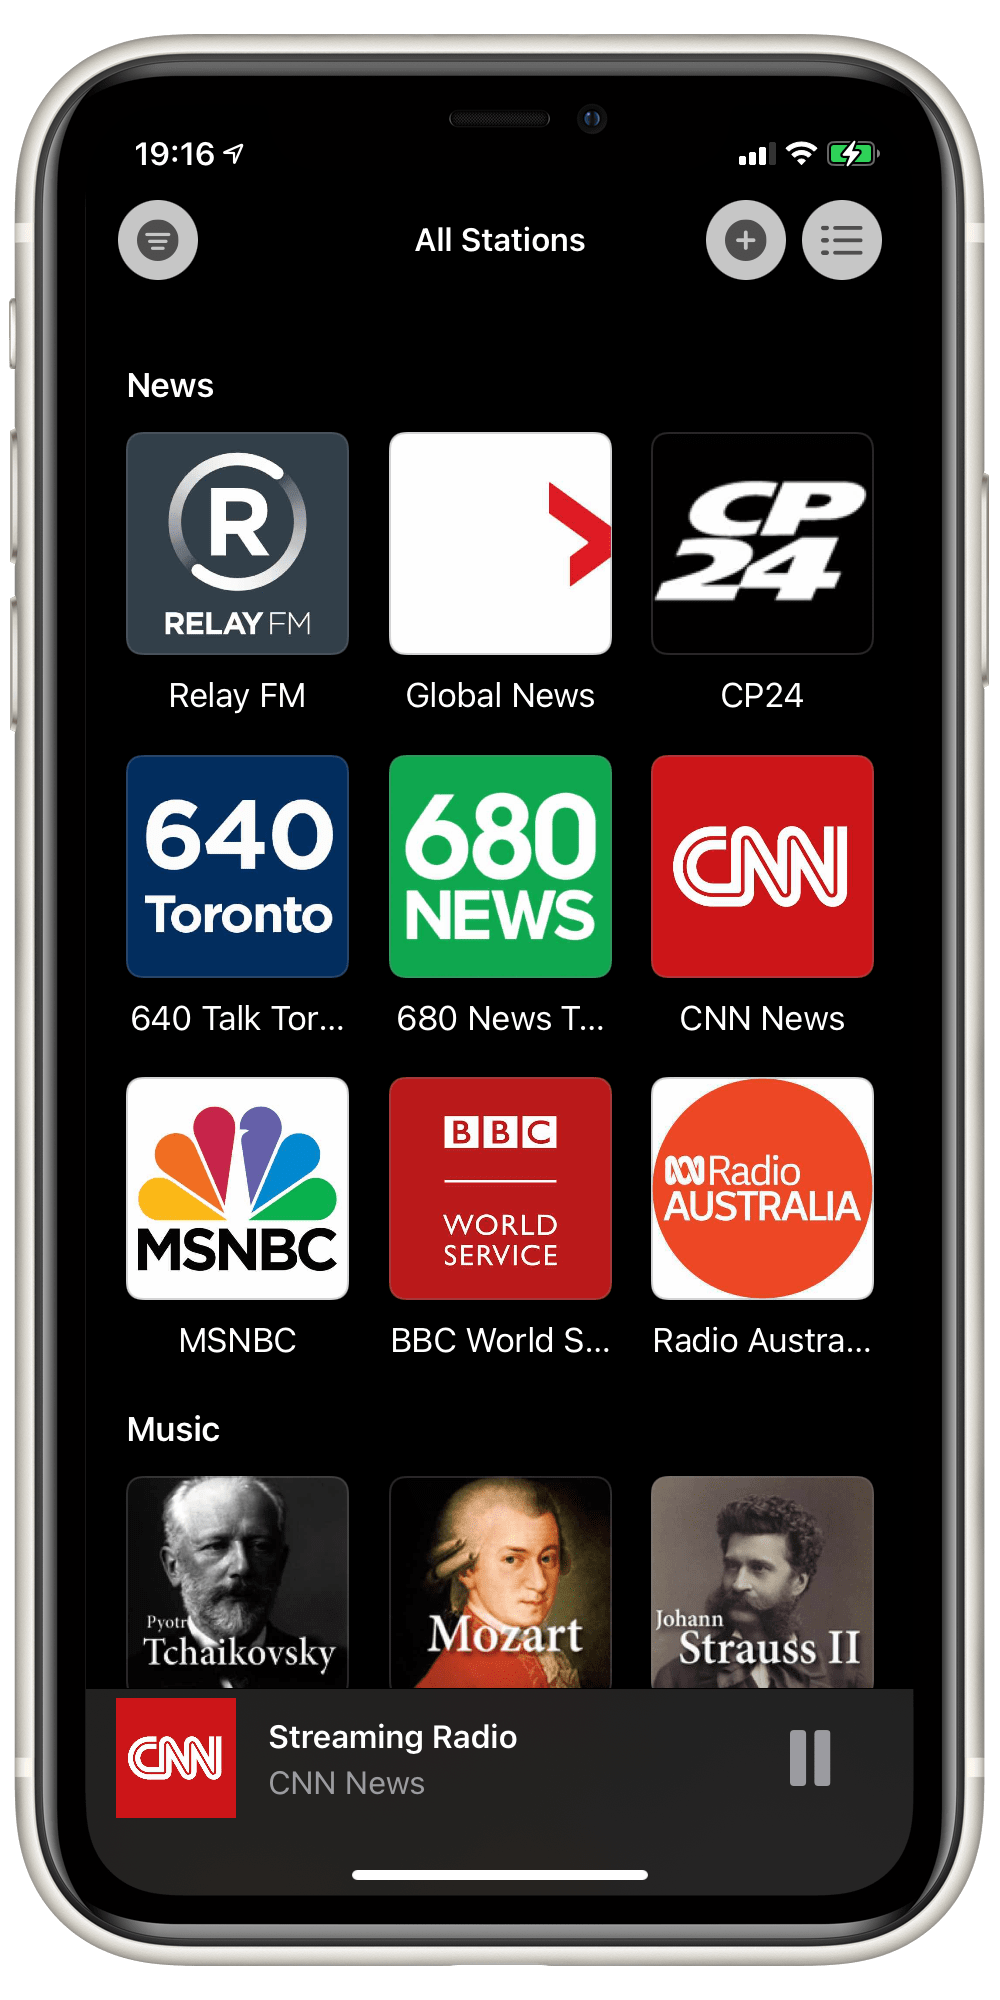 19:16
All Stations
News
R
RELAY FM
CP
24
Relay FM
Global News
CP24
640
Toronto
680
NEWS
CNN
640 Talk Tor...
680 News T...
CNN News
MSNBC
BBC
WORLD
SERVICE
Radio
AUSTRALIA
MSNBC
BBC World S...
Radio Austra...
Music
Pyotr
Tchaikovsky
Mozart
Johann
Strauss II
CNN
Streaming Radio
CNN News